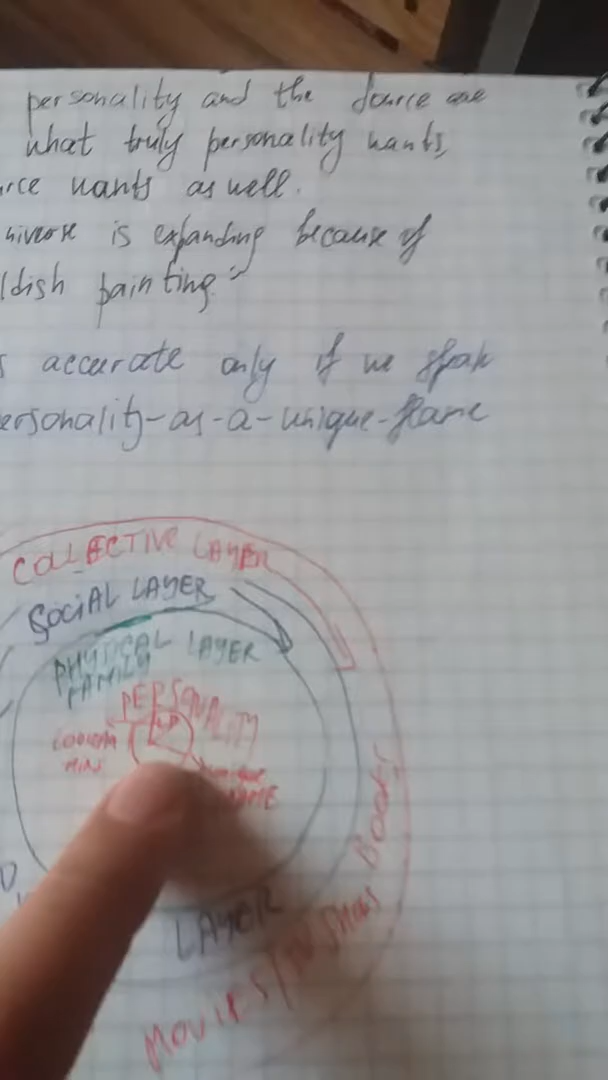 personality and the source are
what truly personality wants,
rce wants as well.
niverse is expanding because of
ldish painting."
s accurate only if we speak
ersonality-as-a-unique-flame
COLLECTIVE LAYER
SOCIAL LAYER
PHYSICAL LAYER
FAMILY
PERSONALITY
LAYER
Books
MOVIES/TV SHOWS